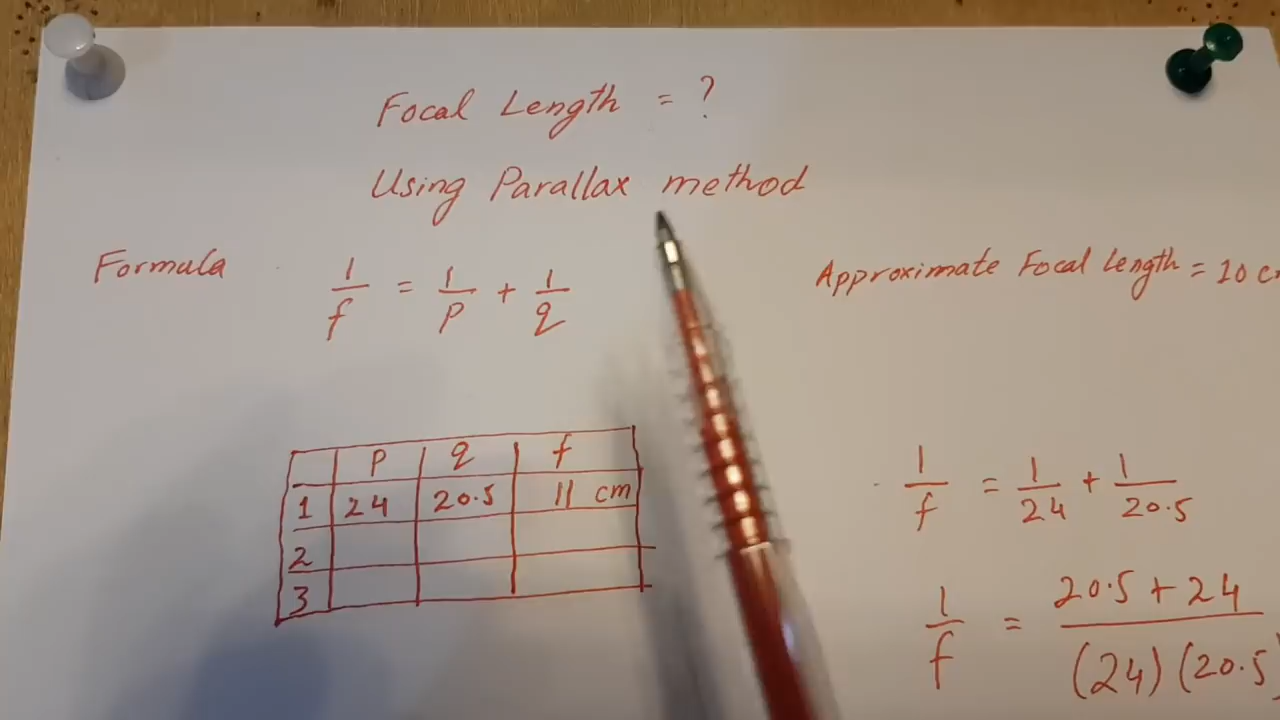 Focal Length = ?
Using Parallax method
Formula 1/f = 1/p + 1/q
Approximate Focal Length = 10 c
p q f
1 24 20.5 11 cm
2
3
1/f = 1/24 + 1/20.5
1/f = 20.5 + 24/(24)(20.5)